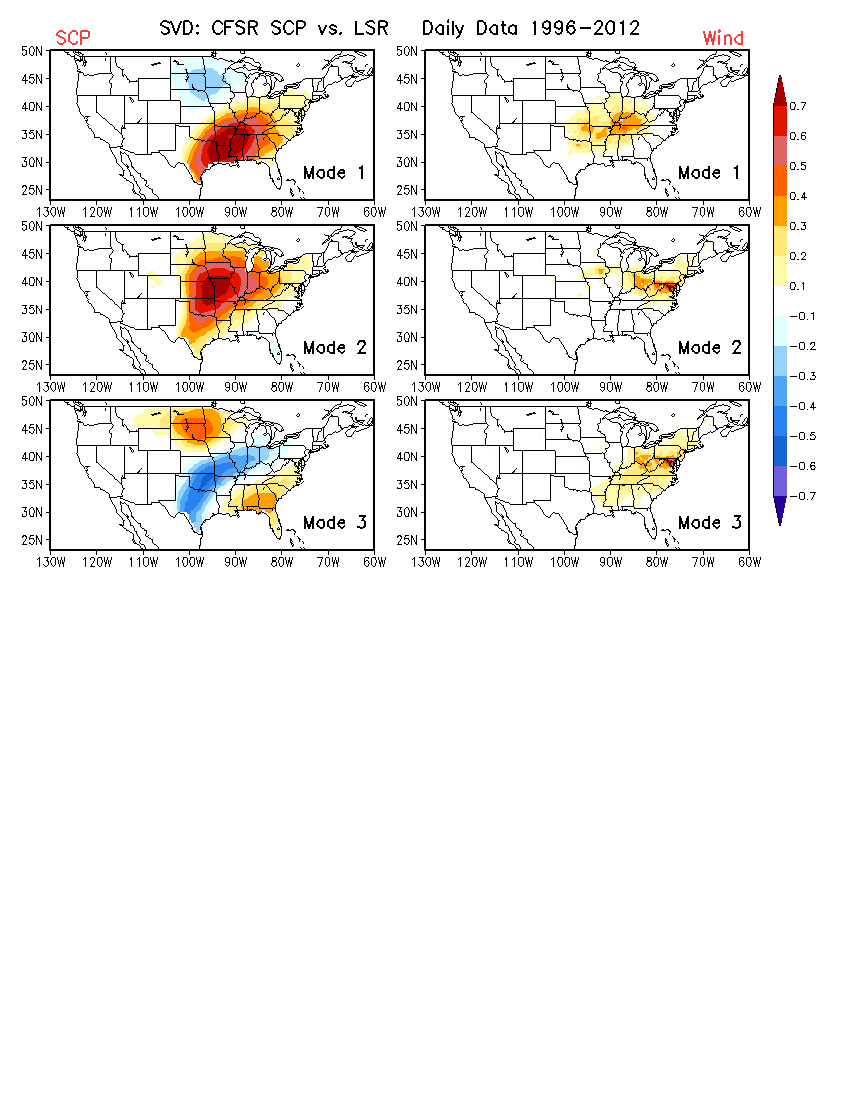 SVD: CFSR SCP vs. LSR Daily Data 1996-2012
SCP Wind
50N 45N 40N 35N 30N 25N
Mode 1
130W 120W 110W 100W 90W 80W 70W 60W
50N 45N 40N 35N 30N 25N
Mode 1
130W 120W 110W 100W 90W 80W 70W 60W
50N 45N 40N 35N 30N 25N
Mode 2
130W 120W 110W 100W 90W 80W 70W 60W
50N 45N 40N 35N 30N 25N
Mode 2
130W 120W 110W 100W 90W 80W 70W 60W
50N 45N 40N 35N 30N 25N
Mode 3
130W 120W 110W 100W 90W 80W 70W 60W
50N 45N 40N 35N 30N 25N
Mode 3
130W 120W 110W 100W 90W 80W 70W 60W
0.7
0.6
0.5
0.4
0.3
0.2
0.1
-0.1
-0.2
-0.3
-0.4
-0.5
-0.6
-0.7